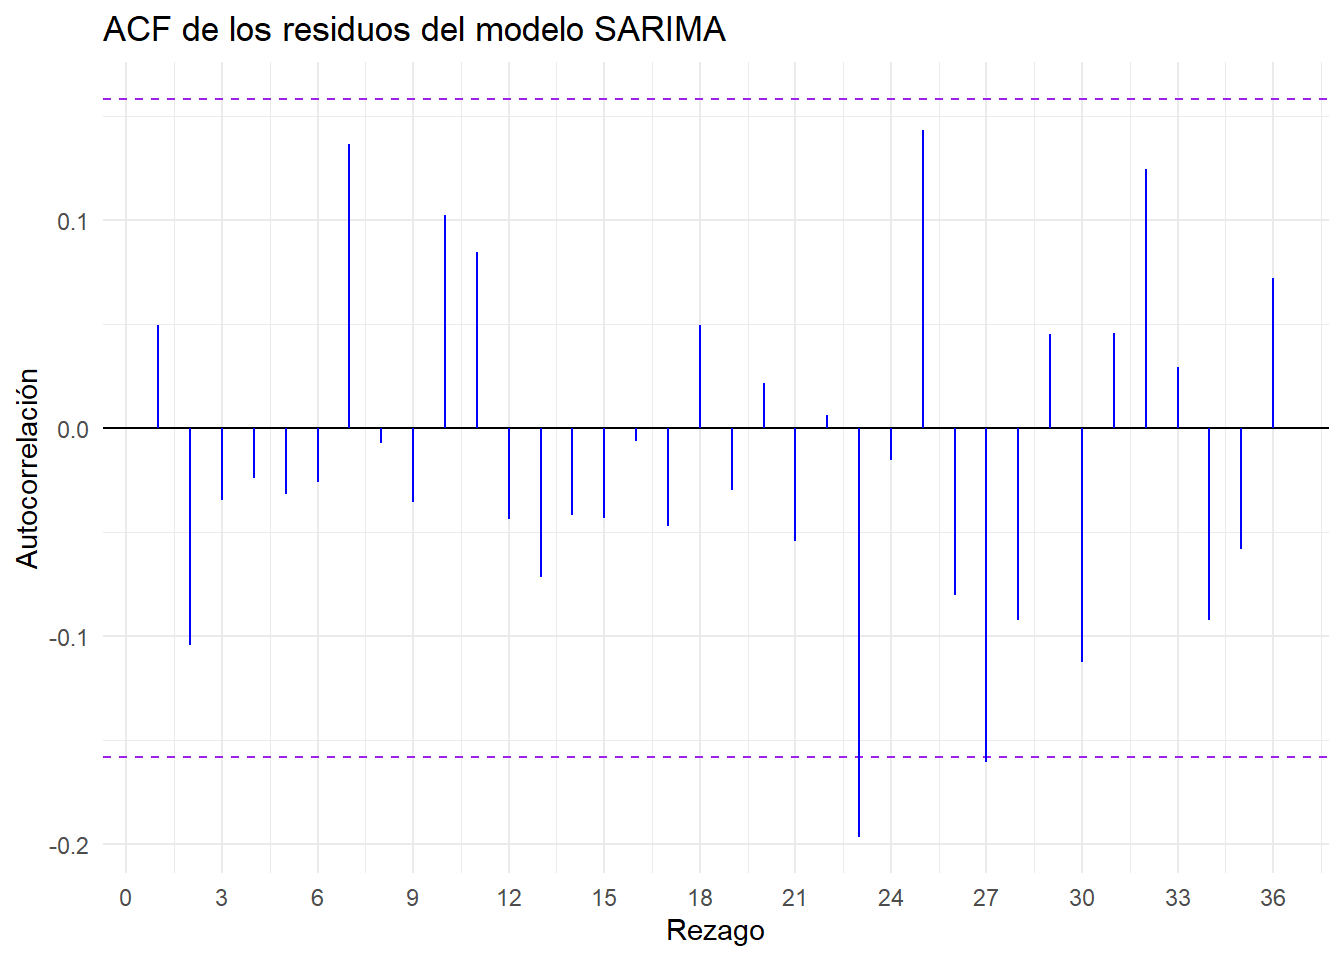 ACF de los residuos del modelo SARIMA
Autocorrelación
0.1
0.0
-0.1
-0.2
0 3 6 9 12 15 18 21 24 27 30 33 36
Rezago